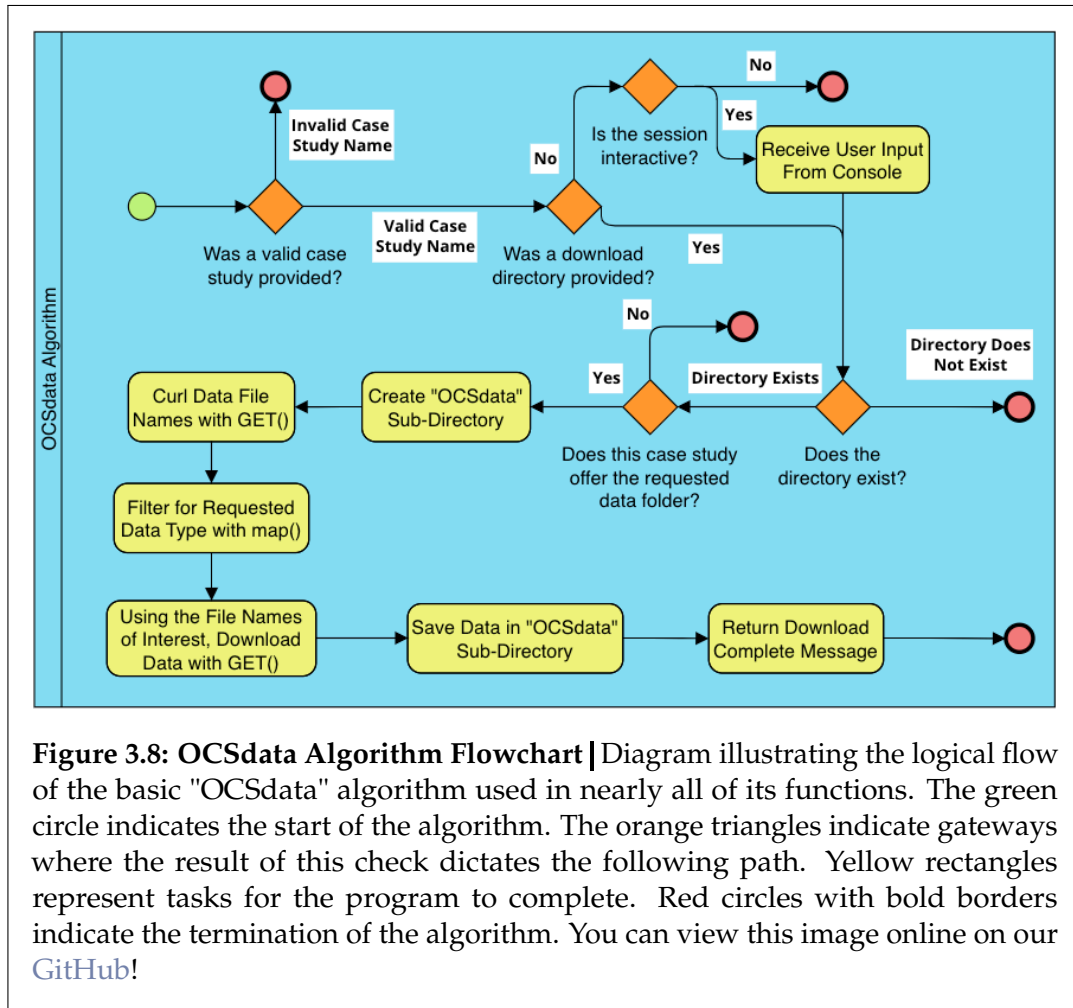 OCSdata Algorithm
Invalid Case
Study Name
Was a valid case
study provided?
Valid Case
Study Name
No
Was a download
directory provided?
Is the session
interactive?
No
Yes
Receive User Input
From Console
Yes
Does the
directory exist?
Directory Does
Not Exist
Directory Exists
Does this case study
offer the requested
data folder?
No
Yes
Create "OCSdata"
Sub-Directory
Curl Data File
Names with GET()
Filter for Requested
Data Type with map()
Using the File Names
of Interest, Download
Data with GET()
Save Data in "OCSdata"
Sub-Directory
Return Download
Complete Message
Figure 3.8: OCSdata Algorithm Flowchart | Diagram illustrating the logical flow
of the basic "OCSdata" algorithm used in nearly all of its functions. The green
circle indicates the start of the algorithm. The orange triangles indicate gateways
where the result of this check dictates the following path. Yellow rectangles
represent tasks for the program to complete. Red circles with bold borders
indicate the termination of the algorithm. You can view this image online on our
GitHub!